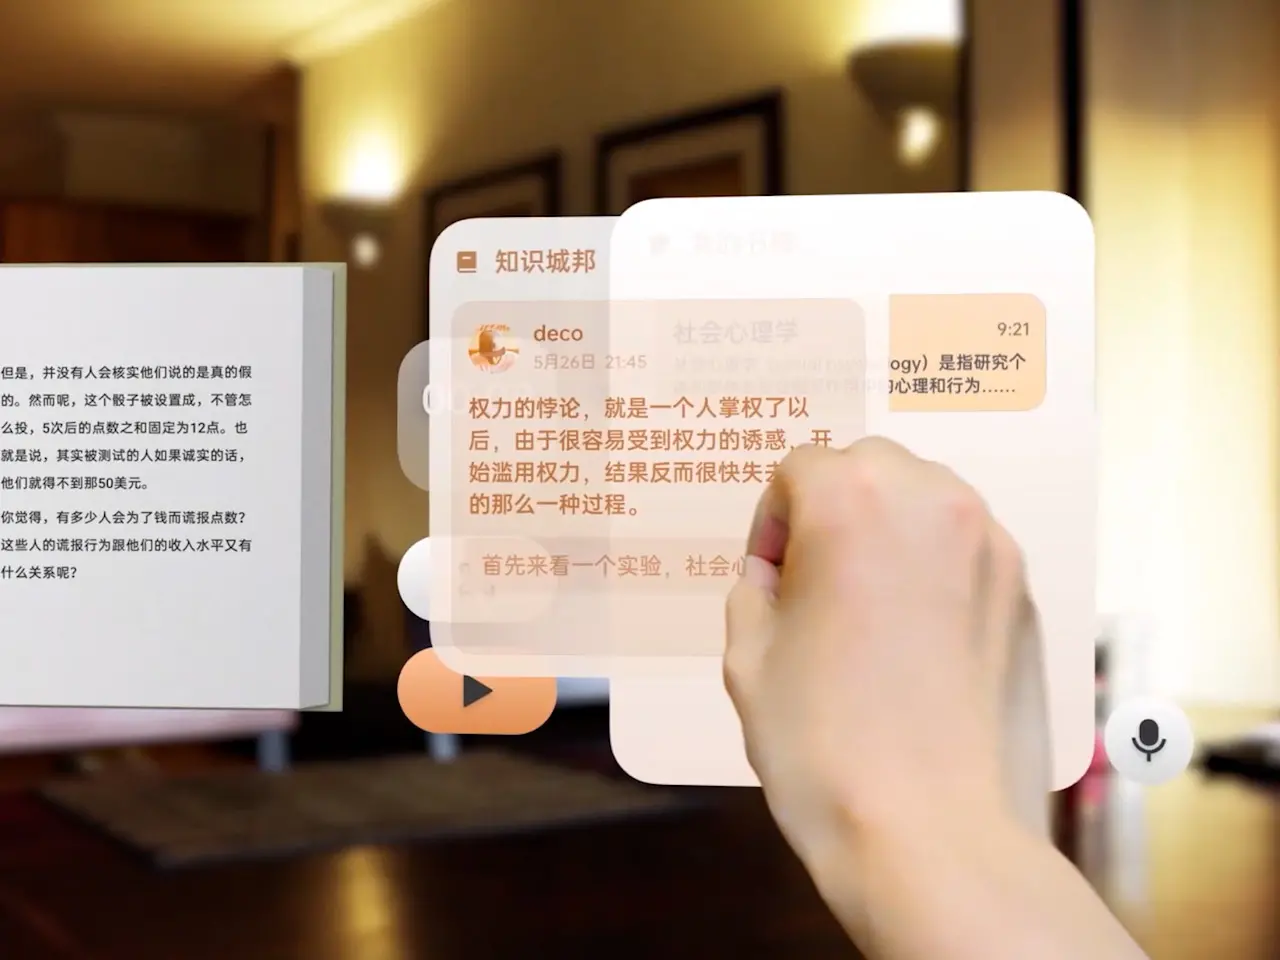 但是，并没有人会核实他们说的是真的假
的。然而呢，这个骰子被设置成，不管怎
么投，5次后的点数之和固定为12点。也
就是说，其实被测试的人如果诚实的话，
他们就得不到那50美元。
你觉得，有多少人会为了钱而谎报点数？
这些人的谎报行为跟他们的收入水平又有
什么关系呢？
知识城邦
deco
5月26日 21:45
权力的悖论，就是一个人掌权了以
后，由于很容易受到权力的诱惑，开
始滥用权力，结果反而很快失去
的那么一种过程。
首先来看一个实验，社会心
社会心理学
9:21
ogy）是指研究个
的心理和行为……